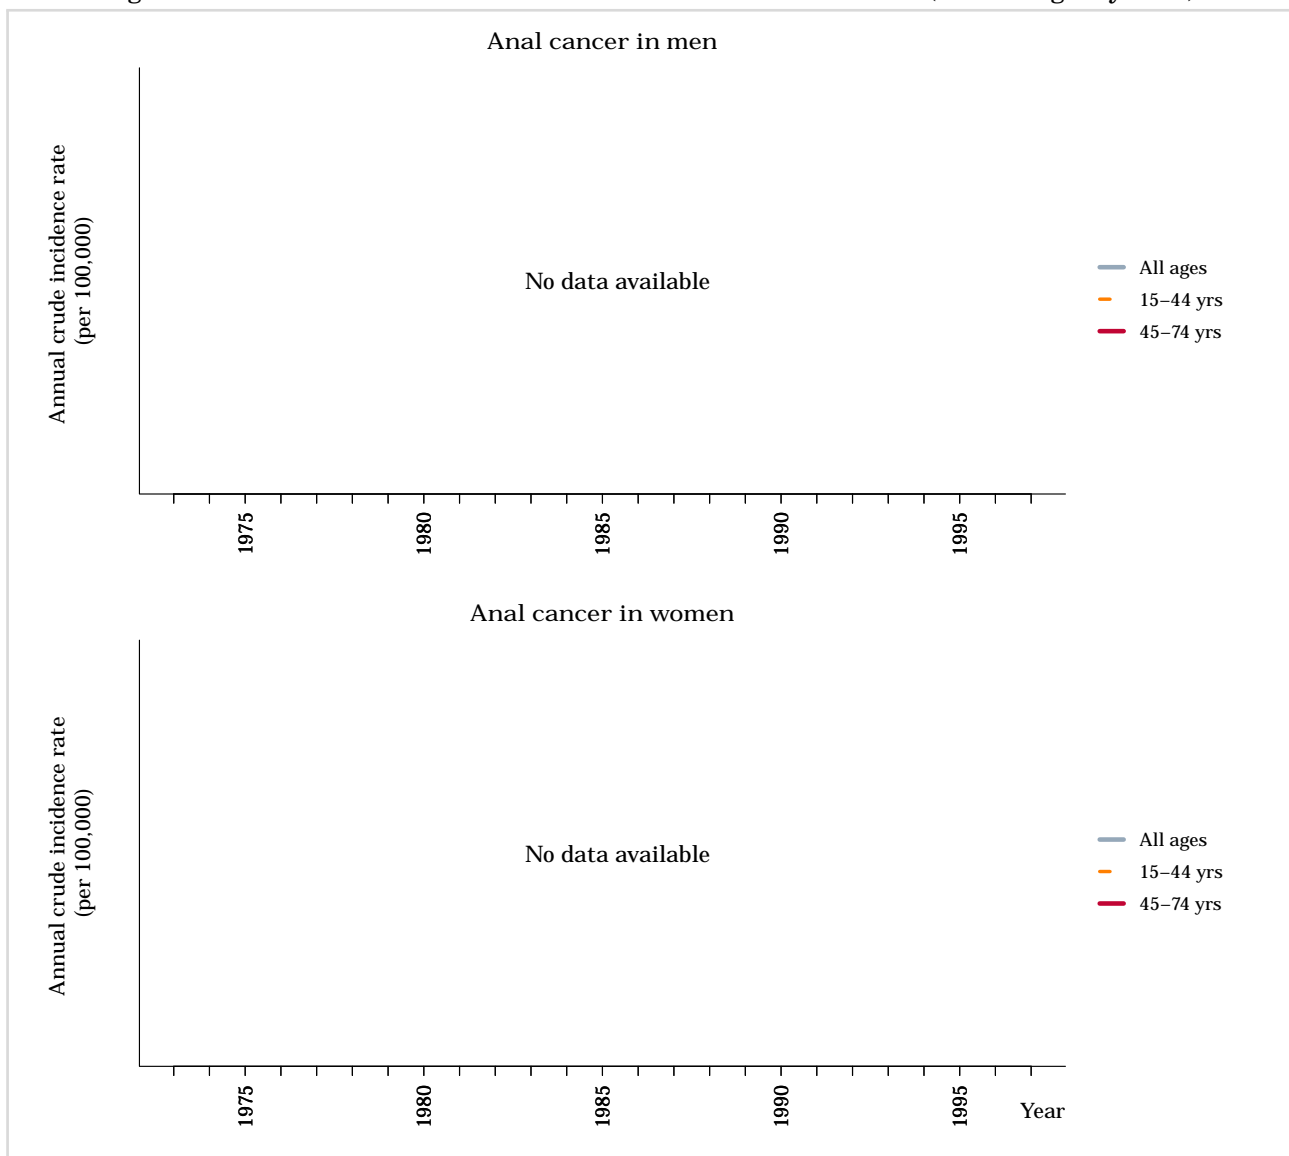 Anal cancer in men
Annual crude incidence rate
(per 100,000)
No data available
All ages
15–44 yrs
45–74 yrs
1975
1980
1985
1990
1995
Anal cancer in women
Annual crude incidence rate
(per 100,000)
No data available
All ages
15–44 yrs
45–74 yrs
1975
1980
1985
1990
1995
Year